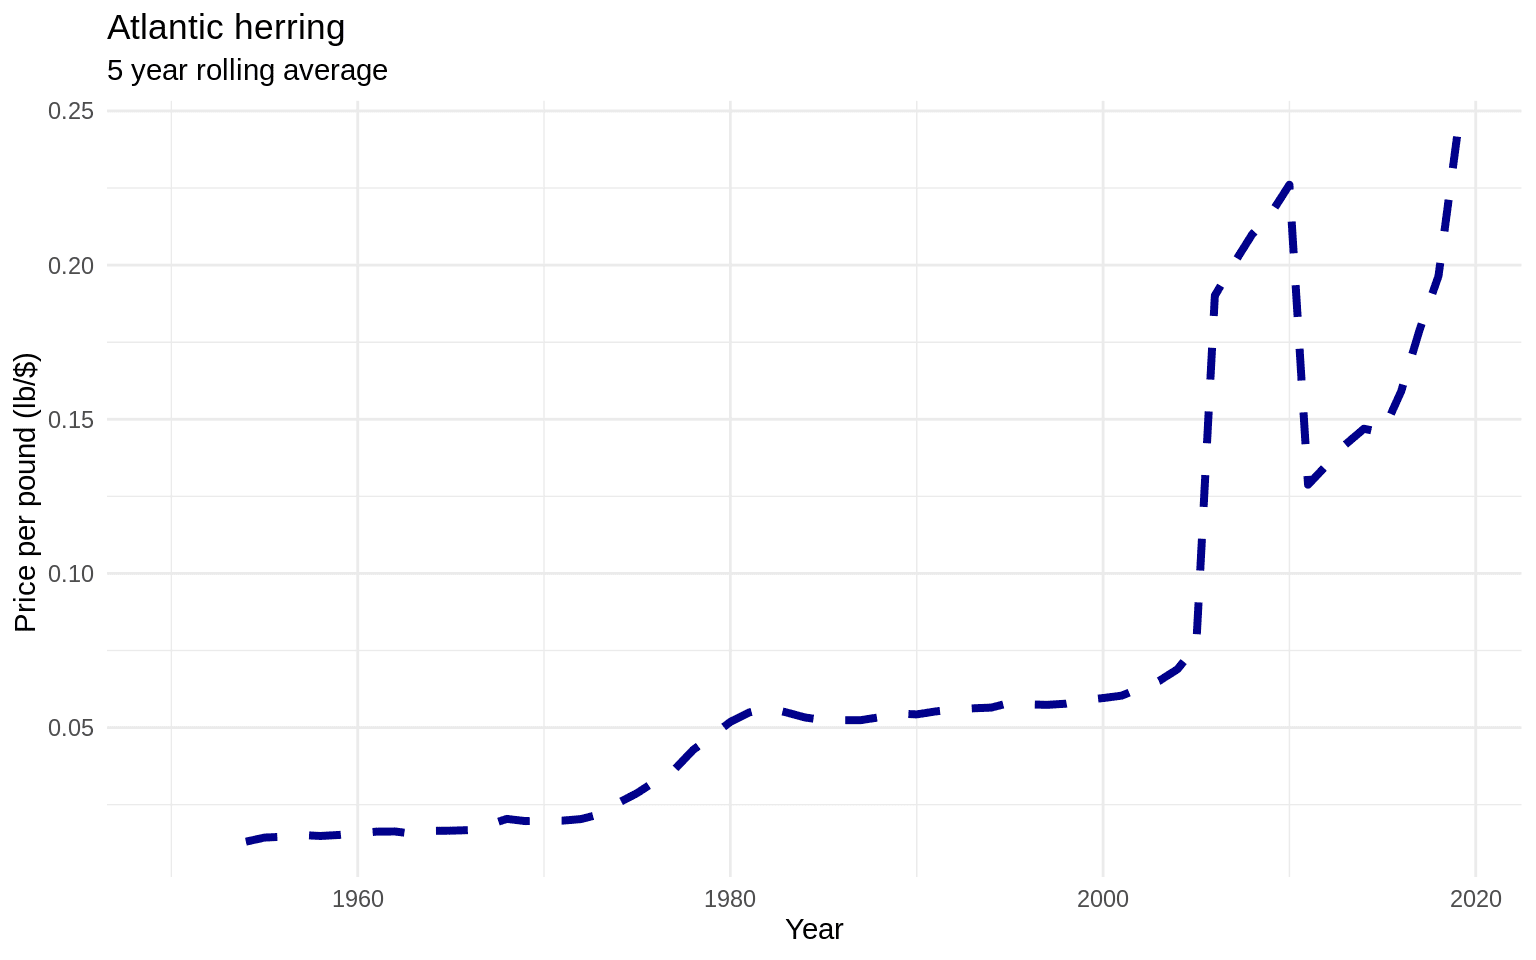 Atlantic herring
5 year rolling average
0.25
0.20
0.15
0.10
0.05
Price per pound (lb/$)
1960
1980
2000
2020
Year